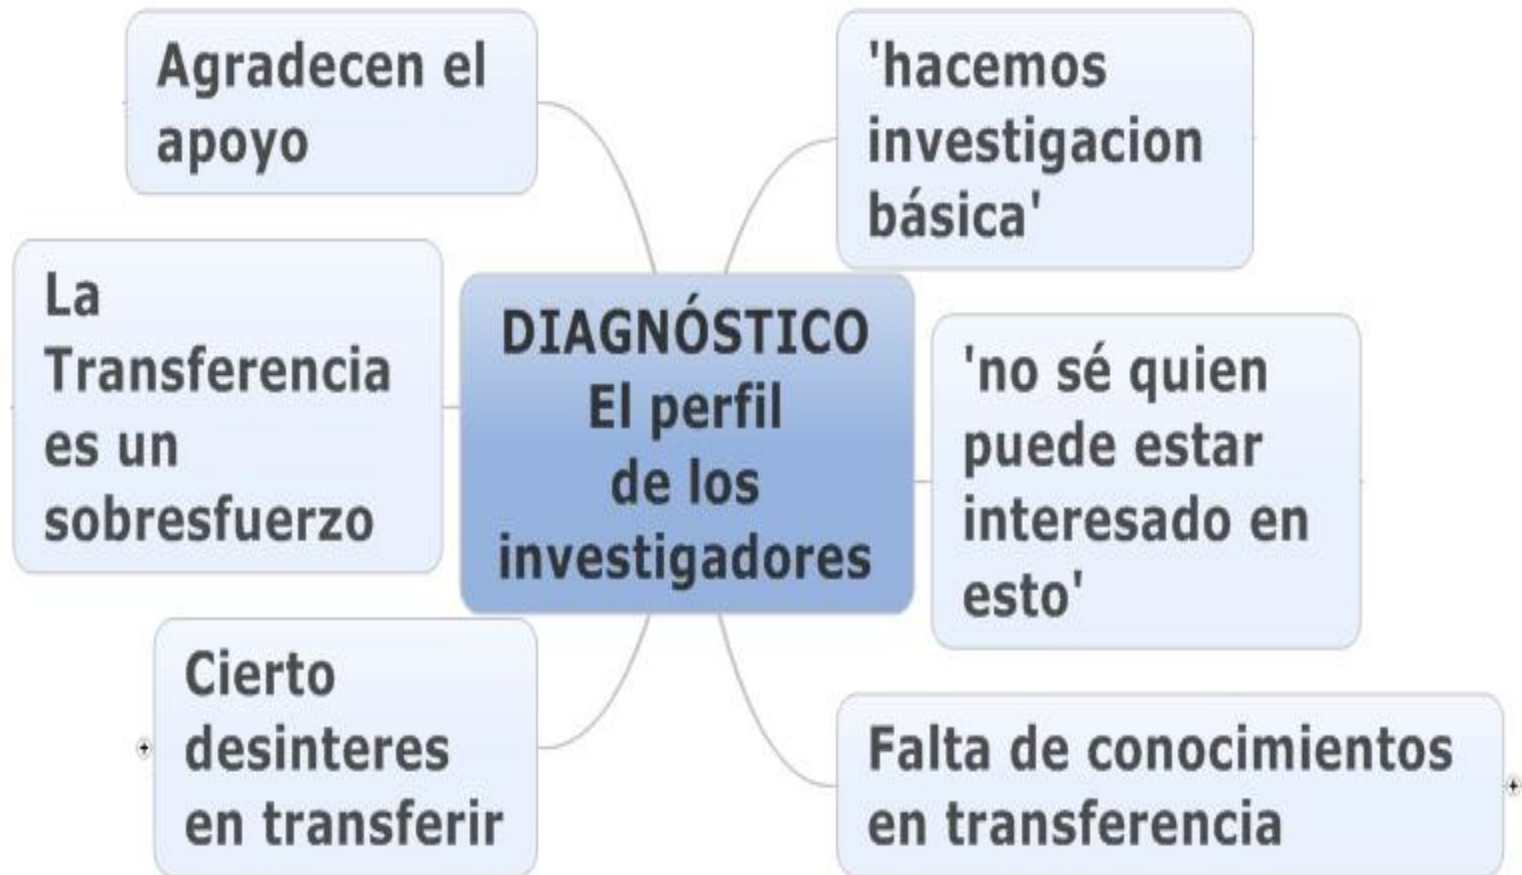 Agradecen el
apoyo
'hacemos
investigacion
básica'
La
Transferencia
es un
sobresfuerzo
DIAGNÓSTICO
El perfil
de los
investigadores
'no sé quien
puede estar
interesado en
esto'
Cierto
desinteres
en transferir
Falta de conocimientos
en transferencia